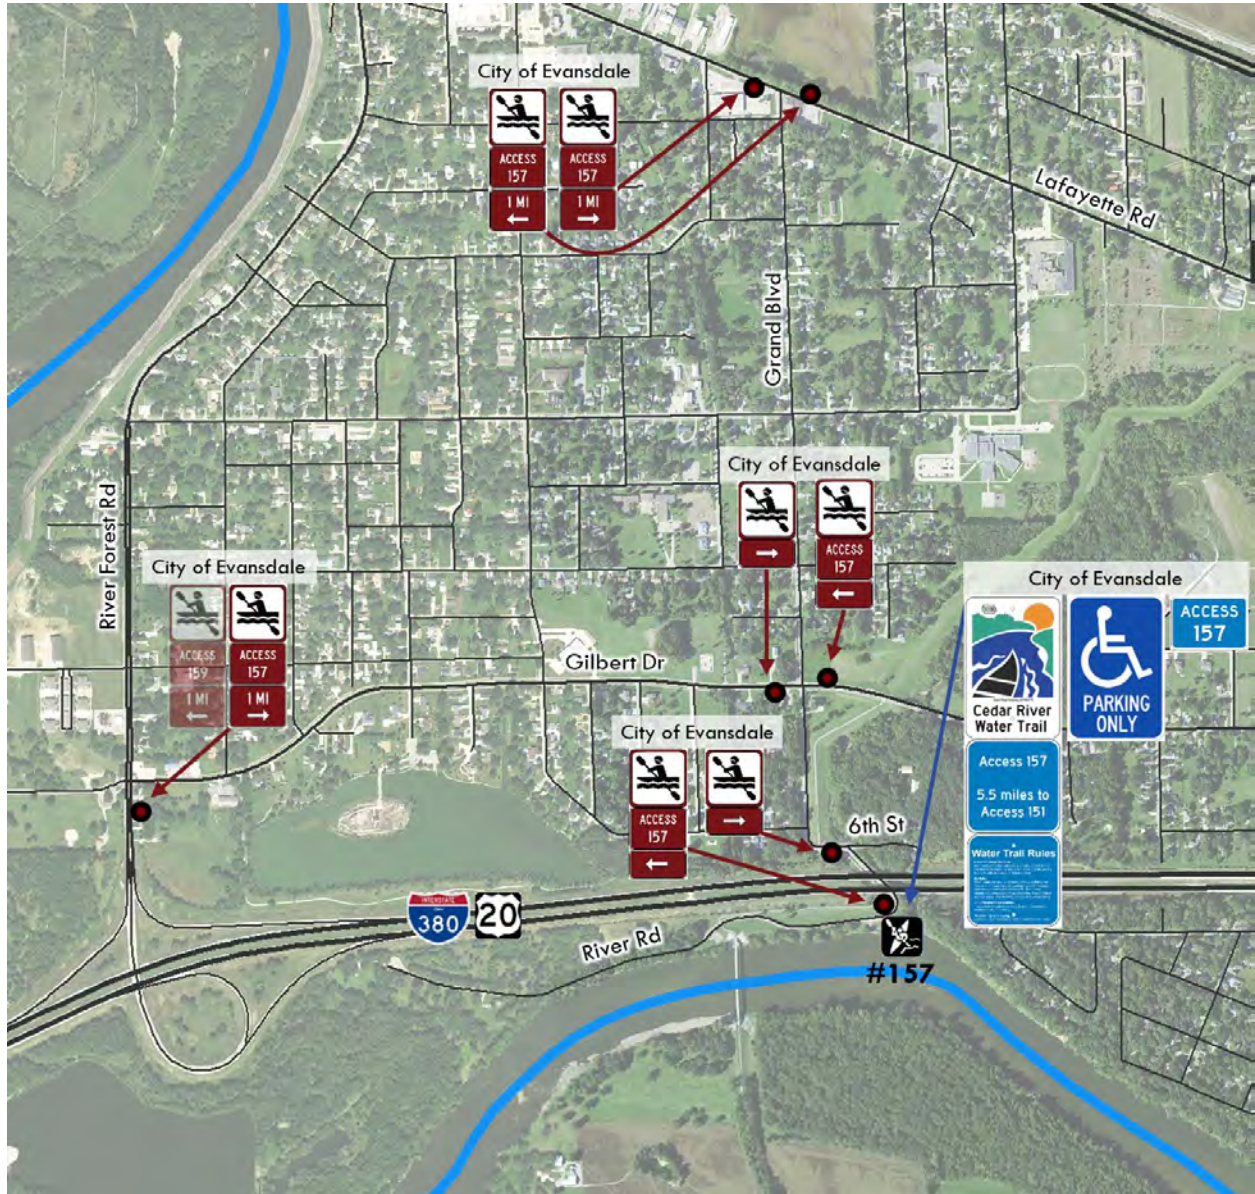 City of Evansdale
ACCESS
157
1 MI
ACCESS
157
1 MI
Lafayette Rd
Grand Blvd
City of Evansdale
ACCESS
157
River Forest Rd
City of Evansdale
ACCESS
159
1 MI
ACCESS
157
1 MI
Gilbert Dr
City of Evansdale
ACCESS
157
6th St
City of Evansdale
Cedar River
Water Trail
PARKING
ONLY
ACCESS
157
Access 157
5.5 miles to
Access 151
Water Trail Rules
INTERSTATE
380
20
River Rd
#157